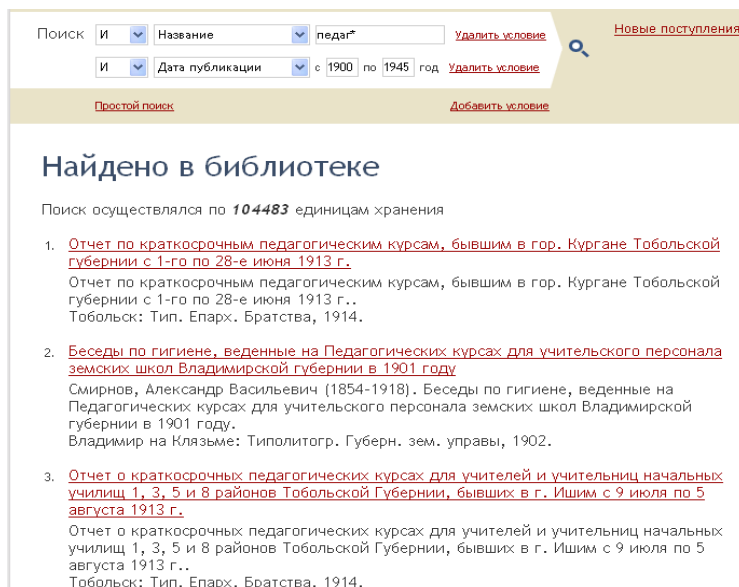 Поиск И Название педаг* Удалить условие Новые поступления
И Дата публикации с 1900 по 1945 год Удалить условие
Простой поиск Добавить условие
Найдено в библиотеке
Поиск осуществлялся по 104483 единицам хранения
1. Отчет по краткосрочным педагогическим курсам, бывшим в гор. Кургане Тобольской
губернии с 1-го по 28-е июня 1913 г.
Отчет по краткосрочным педагогическим курсам, бывшим в гор. Кургане Тобольской
губернии с 1-го по 28-е июня 1913 г..
Тобольск: Тип. Епарх. Братства, 1914.
2. Беседы по гигиене, веденные на Педагогических курсах для учительского персонала
земских школ Владимирской губернии в 1901 году
Смирнов, Александр Васильевич (1854-1918). Беседы по гигиене, веденные на
Педагогических курсах для учительского персонала земских школ Владимирской
губернии в 1901 году.
Владимир на Клязьме: Типолитогр. Губерн. зем. управы, 1902.
3. Отчет о краткосрочных педагогических курсах для учителей и учительниц начальных
училищ 1, 3, 5 и 8 районов Тобольской Губернии, бывших в г. Ишим с 9 июля по 5
августа 1913 г.
Отчет о краткосрочных педагогических курсах для учителей и учительниц начальных
училищ 1, 3, 5 и 8 районов Тобольской Губернии, бывших в г. Ишим с 9 июля по 5
августа 1913 г..
Тобольск: Тип. Епарх. Братства, 1914.